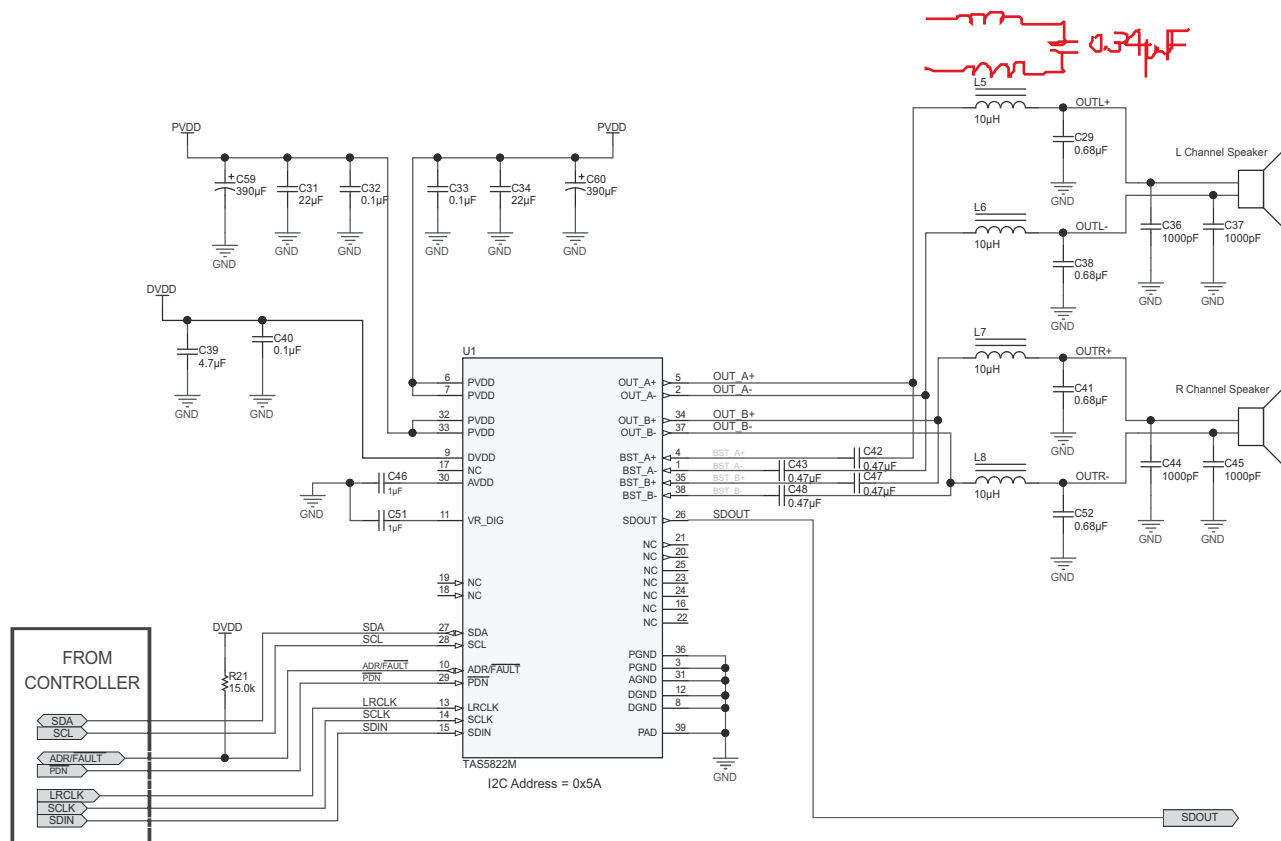 0.34µF
L5
10µH
OUTL+
C29
0.68µF
L Channel Speaker
GND
L6
10µH
OUTL-
C36
1000pF
C37
1000pF
C38
0.68µF
GND
GND
GND
PVDD
PVDD
C59
390µF
C31
22µF
C32
0.1µF
C33
0.1µF
C34
22µF
C60
390µF
GND
GND
GND
GND
GND
GND
DVDD
C39
4.7µF
C40
0.1µF
GND
GND
L7
10µH
OUTR+
C41
0.68µF
R Channel Speaker
GND
L8
10µH
OUTR-
C44
1000pF
C45
1000pF
C52
0.68µF
GND
GND
GND
U1
6 PVDD
7 PVDD
32 PVDD
33 PVDD
9 DVDD
17 NC
30 AVDD
11 VR_DIG
19 NC
18 NC
27 SDA
28 SCL
10 ADR/FAULT
29 PDN
13 LRCLK
14 SCLK
15 SDIN
OUT_A+ 5 OUT_A+
OUT_A- 2 OUT_A-
OUT_B+ 34 OUT_B+
OUT_B- 37 OUT_B-
BST_A+ 4 BST_A+
BST_A- 1 BST_A-
BST_B+ 35 BST_B+
BST_B- 38 BST_B-
SDOUT 26 SDOUT
NC 21
NC 20
NC 25
NC 23
NC 24
NC 16
NC 22
PGND 36
PGND 3
AGND 31
DGND 12
DGND 8
PAD 39
GND
C42
0.47µF
C43
0.47µF
C47
0.47µF
C48
0.47µF
C46
1µF
C51
1µF
GND
TAS5822M
I2C Address = 0x5A
DVDD
R21
15.0k
SDA
SCL
ADR/FAULT
PDN
LRCLK
SCLK
SDIN
FROM
CONTROLLER
SDA
SCL
ADR/FAULT
PDN
LRCLK
SCLK
SDIN
SDOUT